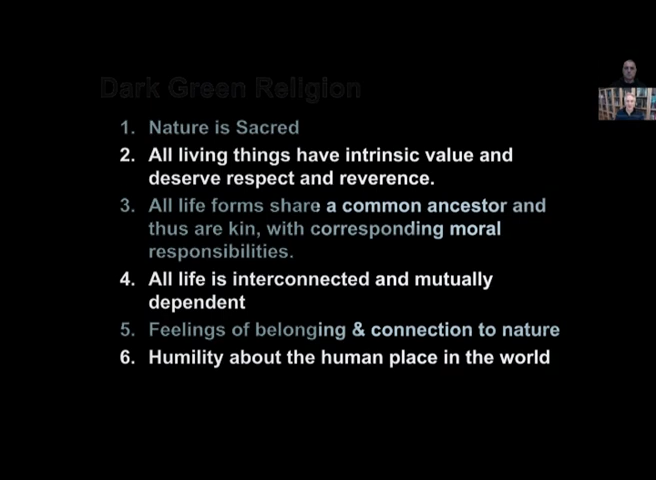 Dark Green Religion
1. Nature is Sacred
2. All living things have intrinsic value and
deserve respect and reverence.
3. All life forms share a common ancestor and
thus are kin, with corresponding moral
responsibilities.
4. All life is interconnected and mutually
dependent
5. Feelings of belonging & connection to nature
6. Humility about the human place in the world